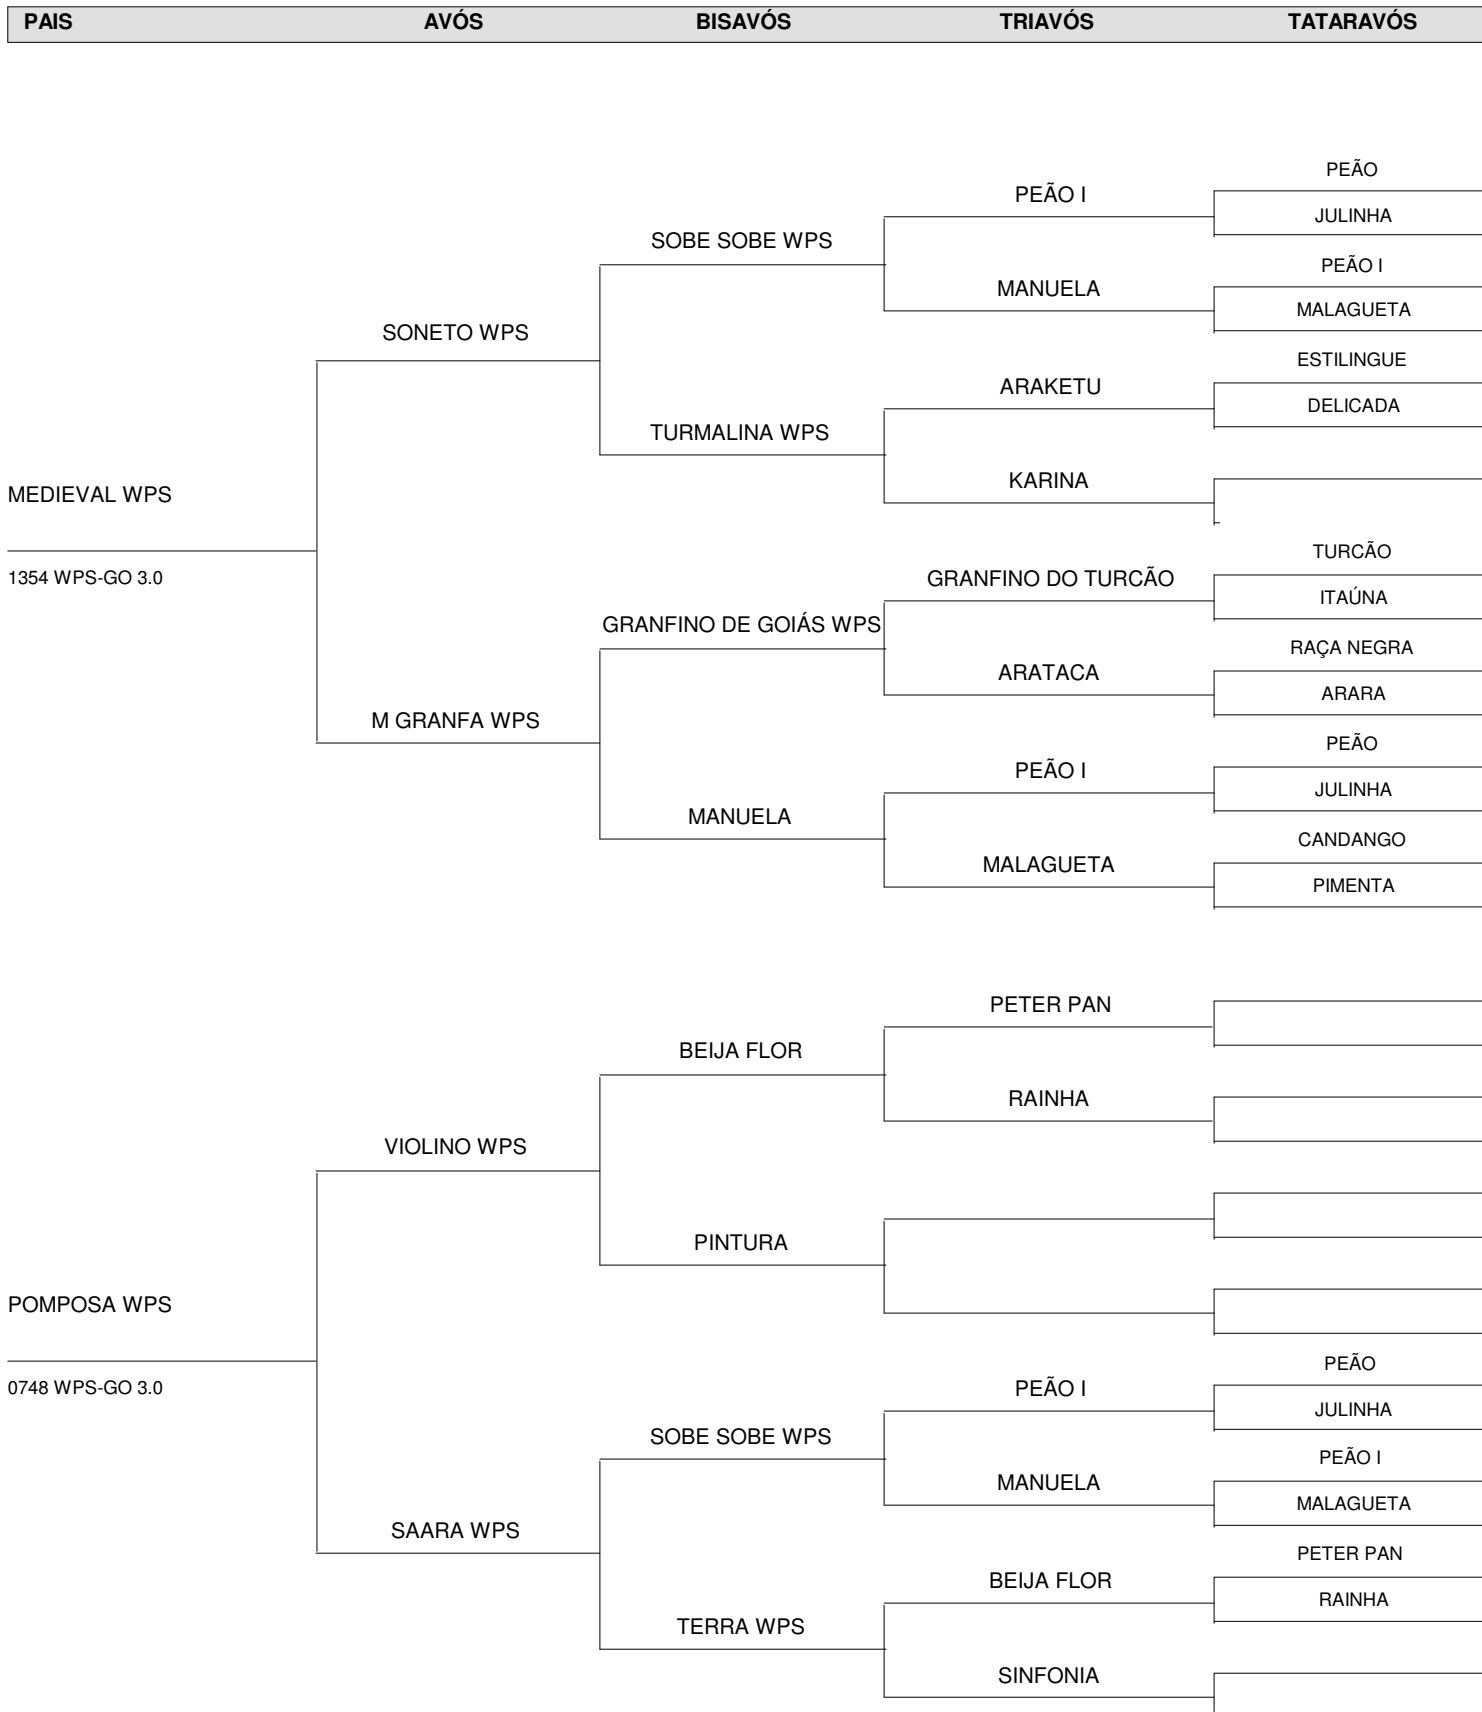 PAIS AVÓS BISAVÓS TRIAVÓS TATARAVÓS
PEÃO
PEÃO I
JULINHA
SOBE SOBE WPS
PEÃO I
MANUELA
MALAGUETA
SONETO WPS
ESTILINGUE
ARAKETU
DELICADA
TURMALINA WPS
KARINA
MEDIEVAL WPS
TURCÃO
1354 WPS-GO 3.0
GRANFINO DO TURCÃO
ITAÚNA
GRANFINO DE GOIÁS WPS
RAÇA NEGRA
ARATACA
ARARA
M GRANFA WPS
PEÃO
PEÃO I
JULINHA
MANUELA
CANDANGO
MALAGUETA
PIMENTA
PETER PAN
BEIJA FLOR
RAINHA
VIOLINO WPS
PINTURA
POMPOSA WPS
PEÃO
0748 WPS-GO 3.0
PEÃO I
JULINHA
SOBE SOBE WPS
PEÃO I
MANUELA
MALAGUETA
SAARA WPS
PETER PAN
BEIJA FLOR
RAINHA
TERRA WPS
SINFONIA